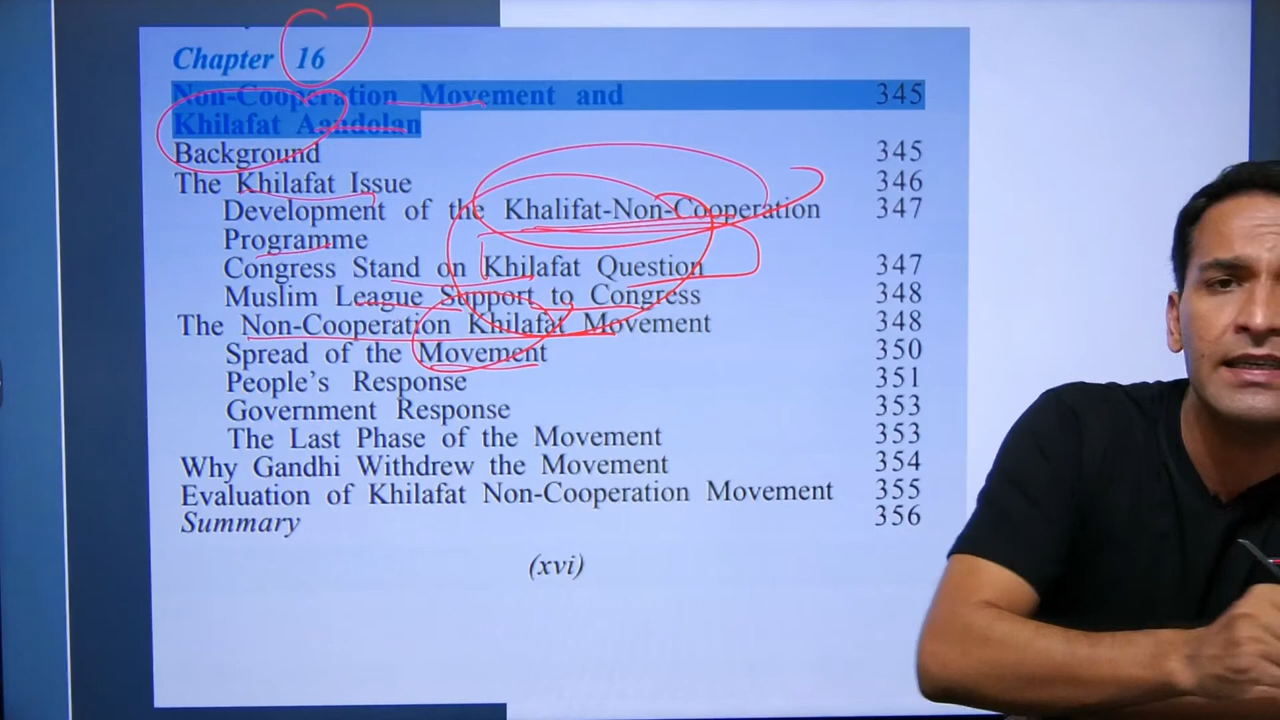 Chapter 16
Non-Cooperation Movement and 345
Khilafat Aandolan
Background 345
The Khilafat Issue 346
Development of the Khalifat-Non-Cooperation 347
Programme
Congress Stand on Khilafat Question 347
Muslim League Support to Congress 348
The Non-Cooperation Khilafat Movement 348
Spread of the Movement 350
People's Response 351
Government Response 353
The Last Phase of the Movement 353
Why Gandhi Withdrew the Movement 354
Evaluation of Khilafat Non-Cooperation Movement 355
Summary 356
(xvi)